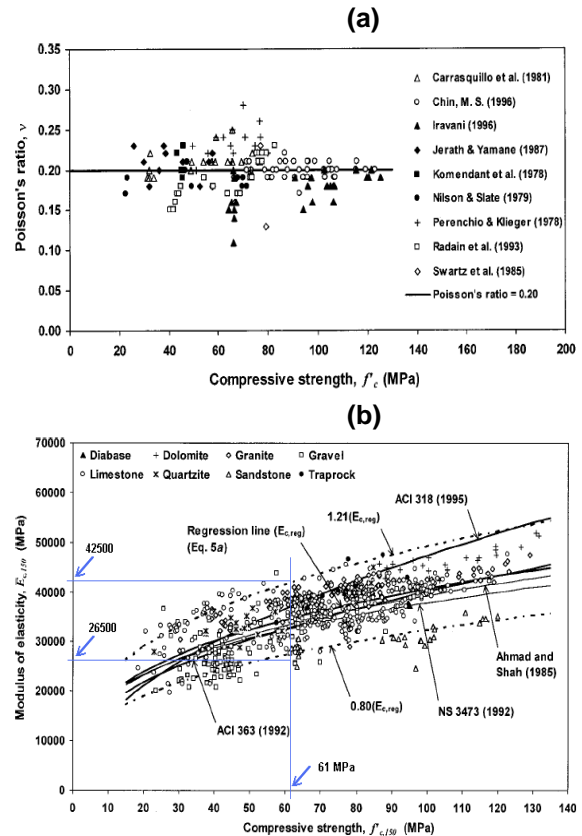 (a)
0.35
0.30
0.25
0.20
0.15
0.10
0.05
0.00
Poisson's ratio, ν
Carrasquillo et al. (1981)
Chin, M. S. (1996)
Iravani (1996)
Jerath & Yamane (1987)
Komendant et al. (1978)
Nilson & Slate (1979)
Perenchio & Klieger (1978)
Radain et al. (1993)
Swartz et al. (1985)
Poisson's ratio = 0.20
0 20 40 60 80 100 120 140 160 180 200
Compressive strength, f'c (MPa)
(b)
70000
60000
50000
42500
40000
30000
26500
20000
10000
0
Modulus of elasticity, Ec,150 (MPa)
Diabase Dolomite Granite Gravel
Limestone Quartzite Sandstone Traprock
ACI 318 (1995)
1.21(Ec,reg)
Regression line (Ec,reg)
(Eq. 5a)
Ahmad and
Shah (1985)
ACI 363 (1992)
0.80(Ec,reg)
NS 3473 (1992)
61 MPa
0 10 20 30 40 50 60 70 80 90 100 110 120 130 140
Compressive strength, f'c,150 (MPa)